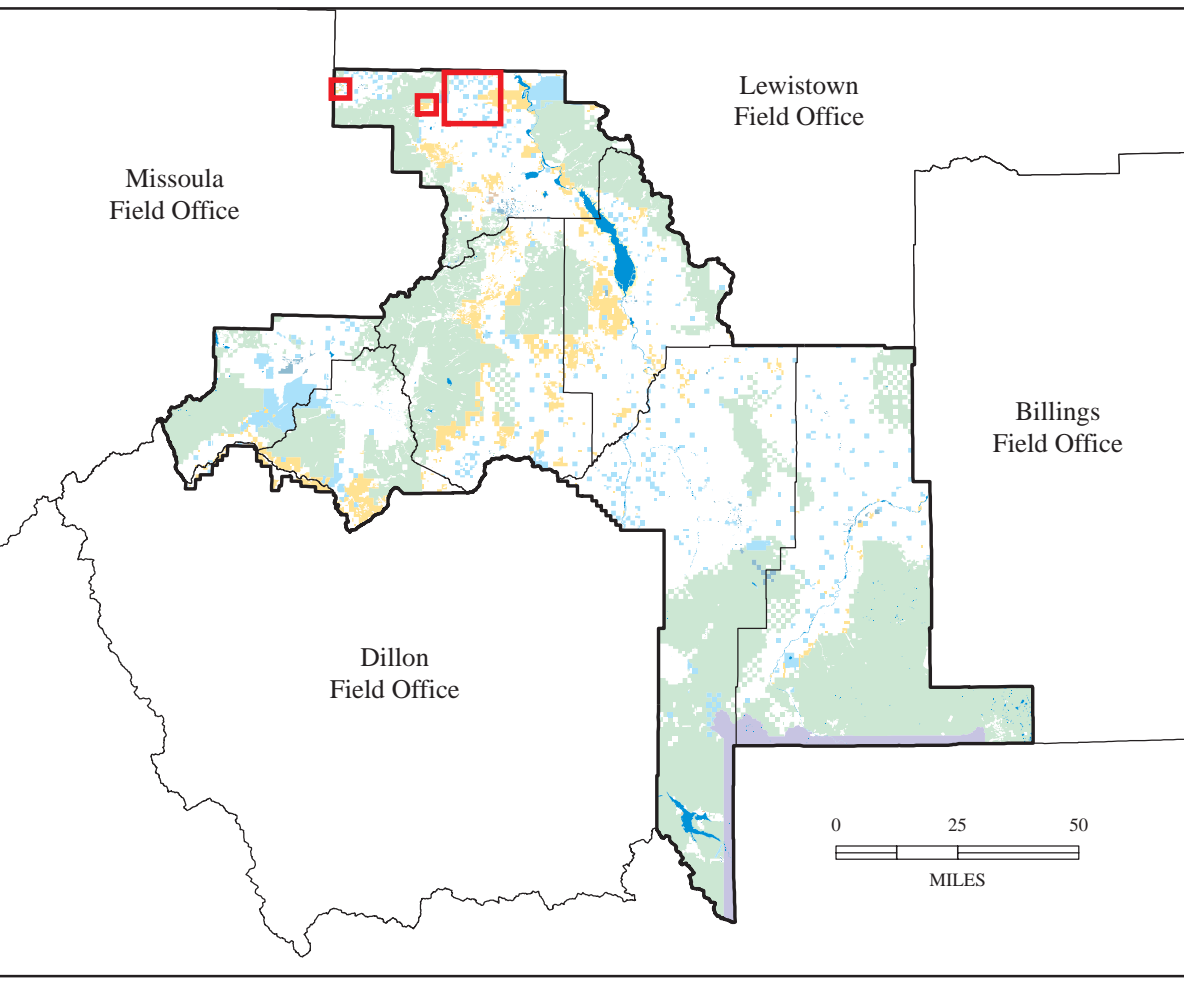 Lewistown
Field Office
Missoula
Field Office
Billings
Field Office
Dillon
Field Office
0 25 50
MILES